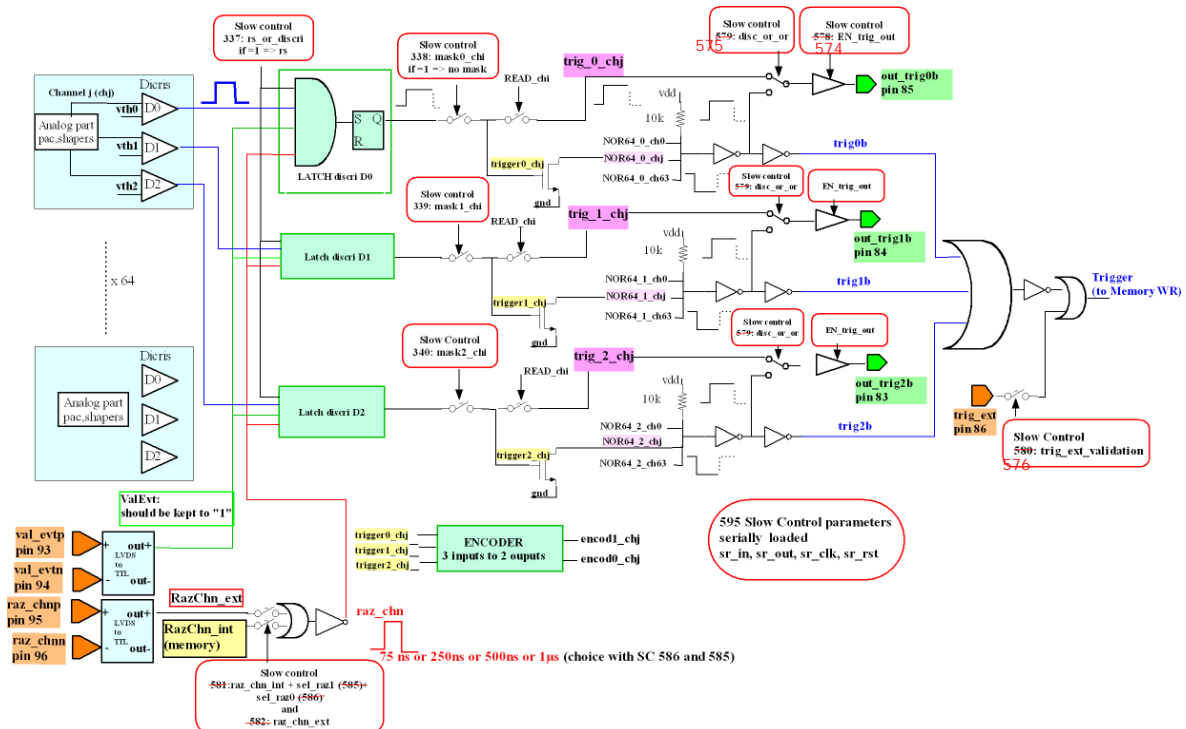 Slow control
337: rs_or_discri
if =1 => rs
Slow control
338: mask0_chi
if =1 => no mask
READ_chi
trig_0_chj
Slow control
579: disc_or_or
575
Slow control
578: EN_trig_out
574
out_trig0b
pin 85
Dicris
Channel j (chj)
vth0
D0
Analog part
pac,shapers
vth1
D1
vth2
D2
S Q
R
LATCH discri D0
vdd
10k
NOR64_0_ch0
trigger0_chj
NOR64_0_chj
NOR64_0_ch63
gnd
trig0b
Slow control
339: mask1_chi
READ_chi
trig_1_chj
Slow control
579: disc_or_or
EN_trig_out
out_trig1b
pin 84
Latch discri D1
vdd
10k
NOR64_1_ch0
trigger1_chj
NOR64_1_chj
NOR64_1_ch63
gnd
trig1b
Trigger
(to Memory WR)
x 64
Slow Control
340: mask2_chi
READ_chi
trig_2_chj
Slow control
579: disc_or_or
EN_trig_out
out_trig2b
pin 83
Dicris
D0
Analog part
pac,shapers
D1
D2
Latch discri D2
vdd
10k
NOR64_2_ch0
NOR64_2_chj
trigger2_chj
NOR64_2_ch63
gnd
trig2b
trig_ext
pin 86
Slow Control
580: trig_ext_validation
576
ValEvt:
should be kept to "1"
val_evtp
pin 93
val_evtn
pin 94
+ out+
LVDS
to
TTL
- out-
raz_chnp
pin 95
raz_chnn
pin 96
+ out+
LVDS
to
TTL
- out-
RazChn_ext
RazChn_int
(memory)
raz_chn
75 ns or 250ns or 500ns or 1µs (choice with SC 586 and 585)
trigger0_chj
trigger1_chj
trigger2_chj
ENCODER
3 inputs to 2 ouputs
encod1_chj
encod0_chj
595 Slow Control parameters
serially loaded
sr_in, sr_out, sr_clk, sr_rst
Slow control
581:raz_chn_int + sel_raz1 (585)+
sel_raz0 (586)
and
582: raz_chn_ext